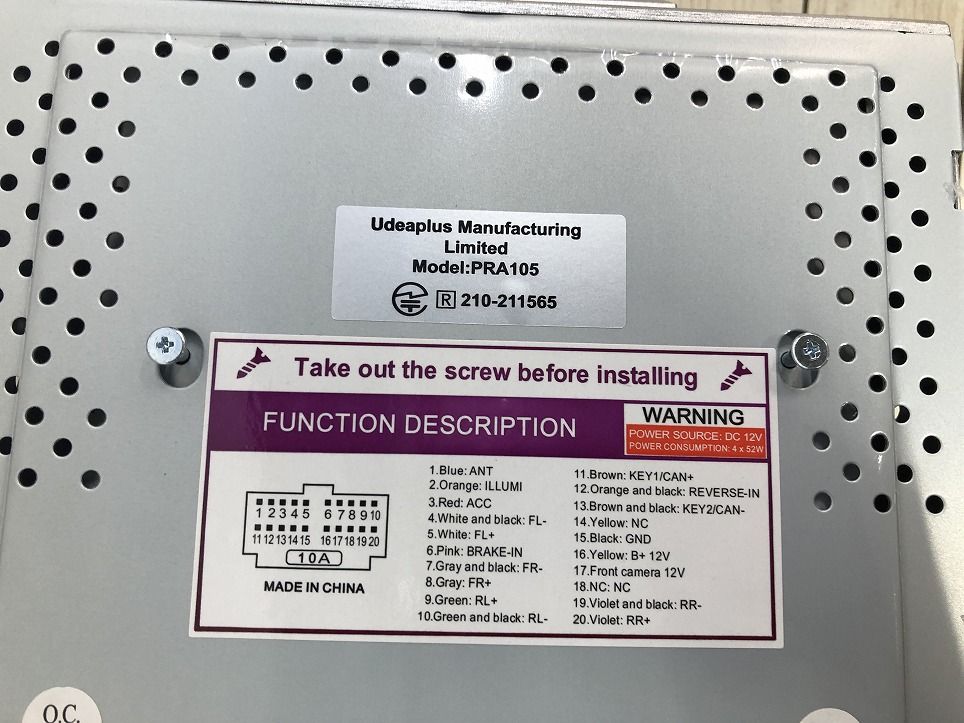 Udeaplus Manufacturing
Limited
Model:PRA105
R 210-211565
Take out the screw before installing
FUNCTION DESCRIPTION
WARNING
POWER SOURCE: DC 12V
POWER CONSUMPTION: 4 x 52W
1 2 3 4 5 6 7 8 9 10
11 12 13 14 15 16 17 18 19 20
10A
MADE IN CHINA
1.Blue: ANT
2.Orange: ILLUMI
3.Red: ACC
4.White and black: FL-
5.White: FL+
6.Pink: BRAKE-IN
7.Gray and black: FR-
8.Gray: FR+
9.Green: RL+
10.Green and black: RL-
11.Brown: KEY1/CAN+
12.Orange and black: REVERSE-IN
13.Brown and black: KEY2/CAN-
14.Yellow: NC
15.Black: GND
16.Yellow: B+ 12V
17.Front camera 12V
18.NC: NC
19.Violet and black: RR-
20.Violet: RR+
O.C.